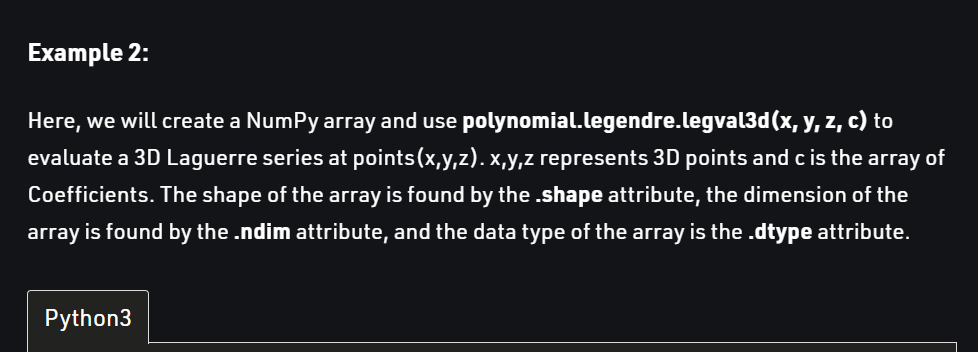 Example 2:
Here, we will create a NumPy array and use polynomial.legendre.legval3d(x, y, z, c) to
evaluate a 3D Laguerre series at points(x,y,z). x,y,z represents 3D points and c is the array of
Coefficients. The shape of the array is found by the .shape attribute, the dimension of the
array is found by the .ndim attribute, and the data type of the array is the .dtype attribute.
Python3